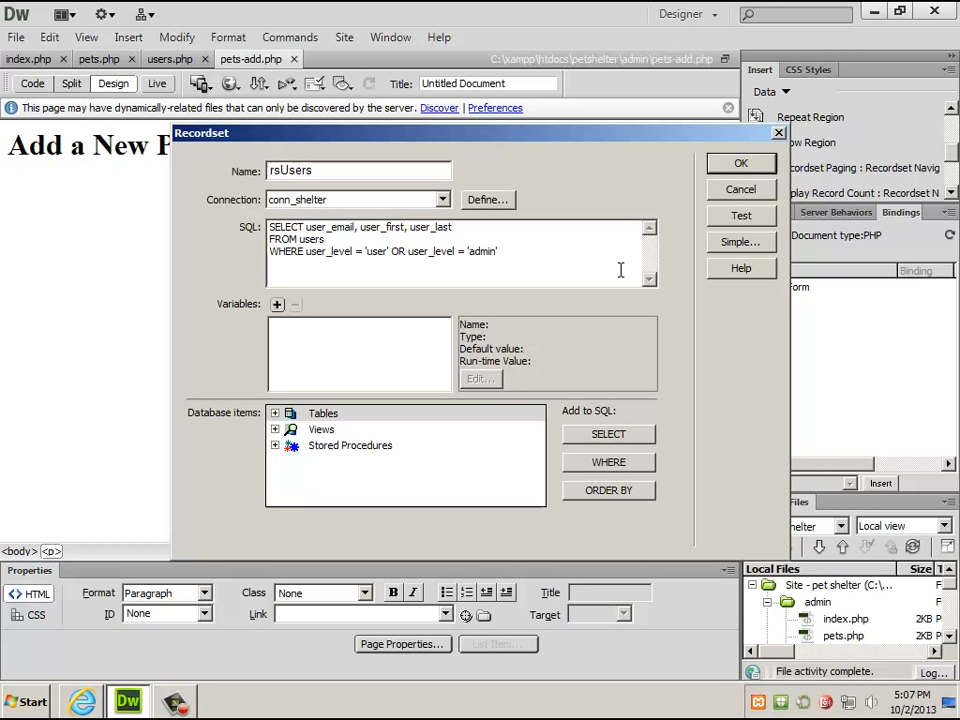 Dw
Designer
File Edit View Insert Modify Format Commands Site Window Help
index.php pets.php users.php pets-add.php C:\xampp\htdocs\petshelter\admin\pets-add.php
Code Split Design Live Title: Untitled Document
This page may have dynamically-related files that can only be discovered by the server. Discover Preferences
Add a New P
Recordset
Name: rsUsers
Connection: conn_shelter Define...
SQL: SELECT user_email, user_first, user_last
FROM users
WHERE user_level = 'user' OR user_level = 'admin'
Variables:
Name:
Type:
Default value:
Run-time Value:
Edit...
Database items: Tables
Views
Stored Procedures
Add to SQL:
SELECT
WHERE
ORDER BY
OK
Cancel
Test
Simple...
Help
Insert CSS Styles
Data
Repeat Region
ow Region
Recordset Paging : Recordset Navig
splay Record Count : Recordset N
Server Behaviors Bindings
Document type:PHP
Binding
orm
Insert
Files
helter Local view
Local Files Size
Site - pet shelter (C:\... F
admin F
index.php 2KB P
pets.php 2KB P
File activity complete. Log...
<body> <p>
Properties
HTML Format Paragraph Class None B I Title
CSS ID None Link Target
Page Properties... List Item...
Start Dw 5:07 PM
10/2/2013